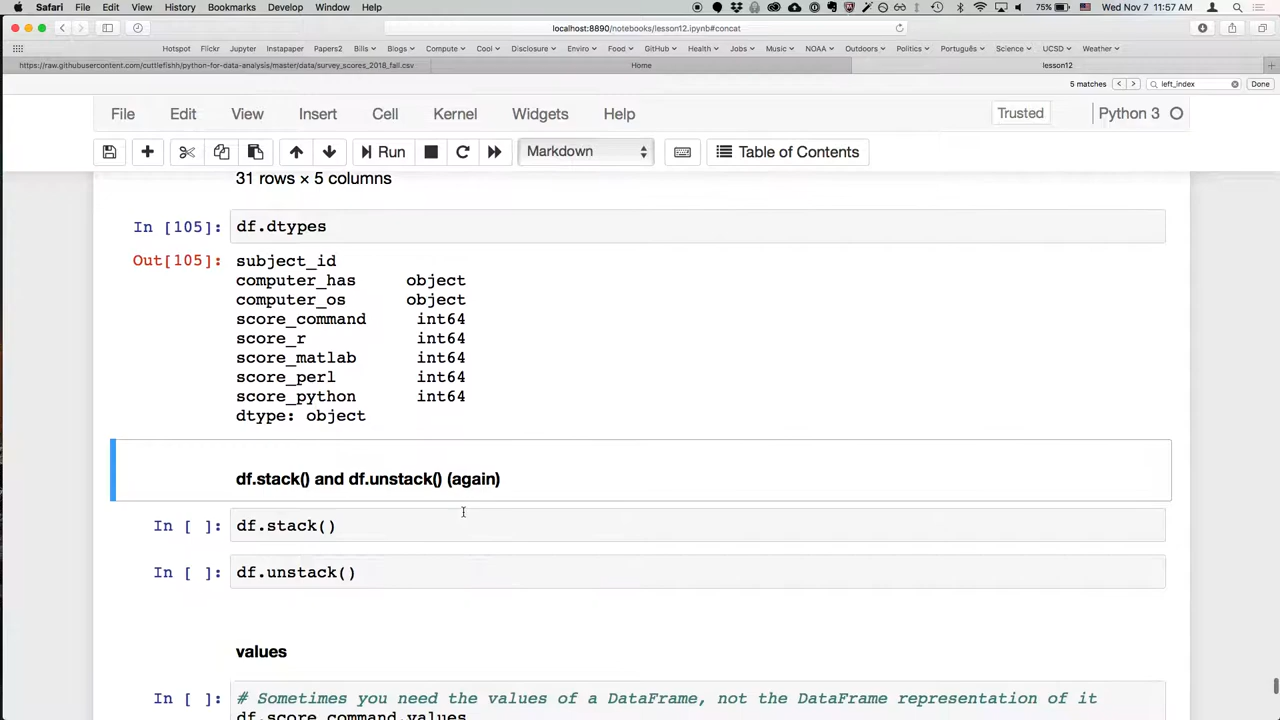 Safari File Edit View History Bookmarks Develop Window Help 75% Wed Nov 7 11:57 AM
localhost:8890/notebooks/lesson12.ipynb#concat
Hotspot Flickr Jupyter Instapaper Papers2 Bills Blogs Compute Cool Disclosure Enviro Food GitHub Health Jobs Music NOAA Outdoors Politics Português Science UCSD Weather
https://raw.githubusercontent.com/cuttlefishh/python-for-data-analysis/master/data/survey_scores_2018_fall.csv Home lesson12
5 matches < > left_index Done
File Edit View Insert Cell Kernel Widgets Help Trusted Python 3
Run Markdown Table of Contents
31 rows × 5 columns
In [105]: df.dtypes
Out[105]: subject_id
computer_has object
computer_os object
score_command int64
score_r int64
score_matlab int64
score_perl int64
score_python int64
dtype: object
df.stack() and df.unstack() (again)
In [ ]: df.stack()
In [ ]: df.unstack()
values
In [ ]: # Sometimes you need the values of a DataFrame, not the DataFrame representation of it
df.score_command.values